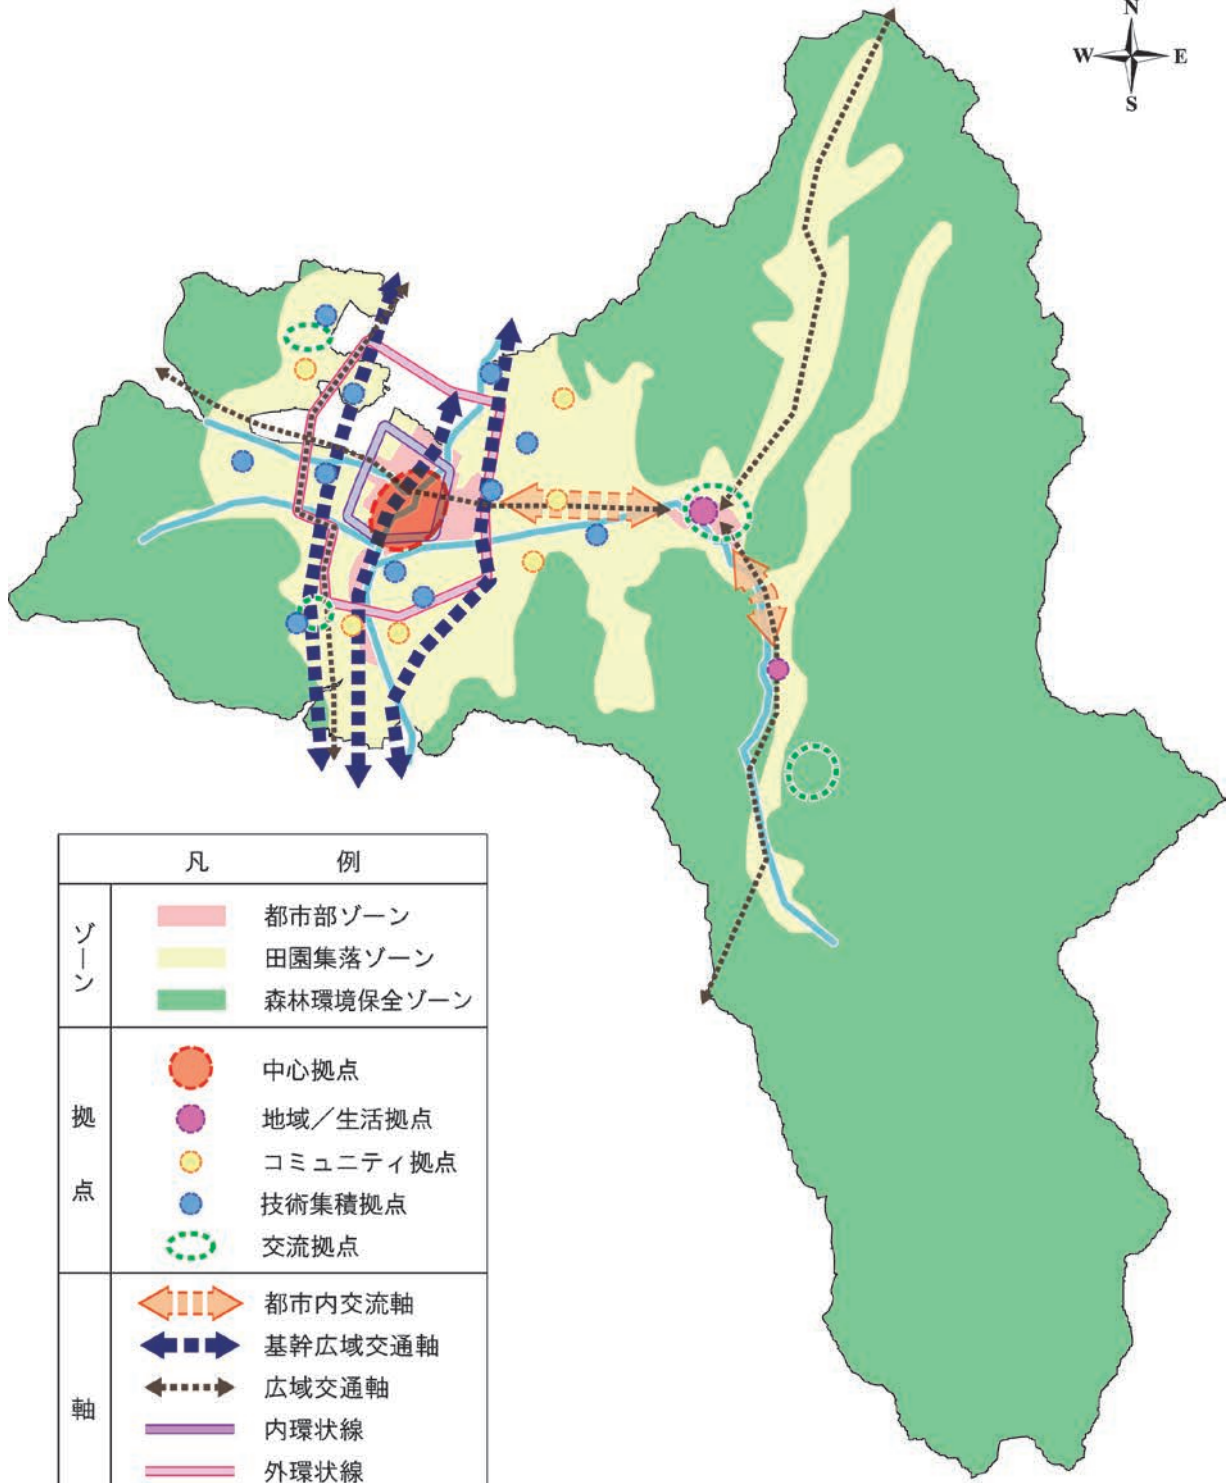 N
W E
S
凡 例
ゾーン
都市部ゾーン
田園集落ゾーン
森林環境保全ゾーン
拠点
中心拠点
地域／生活拠点
コミュニティ拠点
技術集積拠点
交流拠点
軸
都市内交流軸
基幹広域交通軸
広域交通軸
内環状線
外環状線